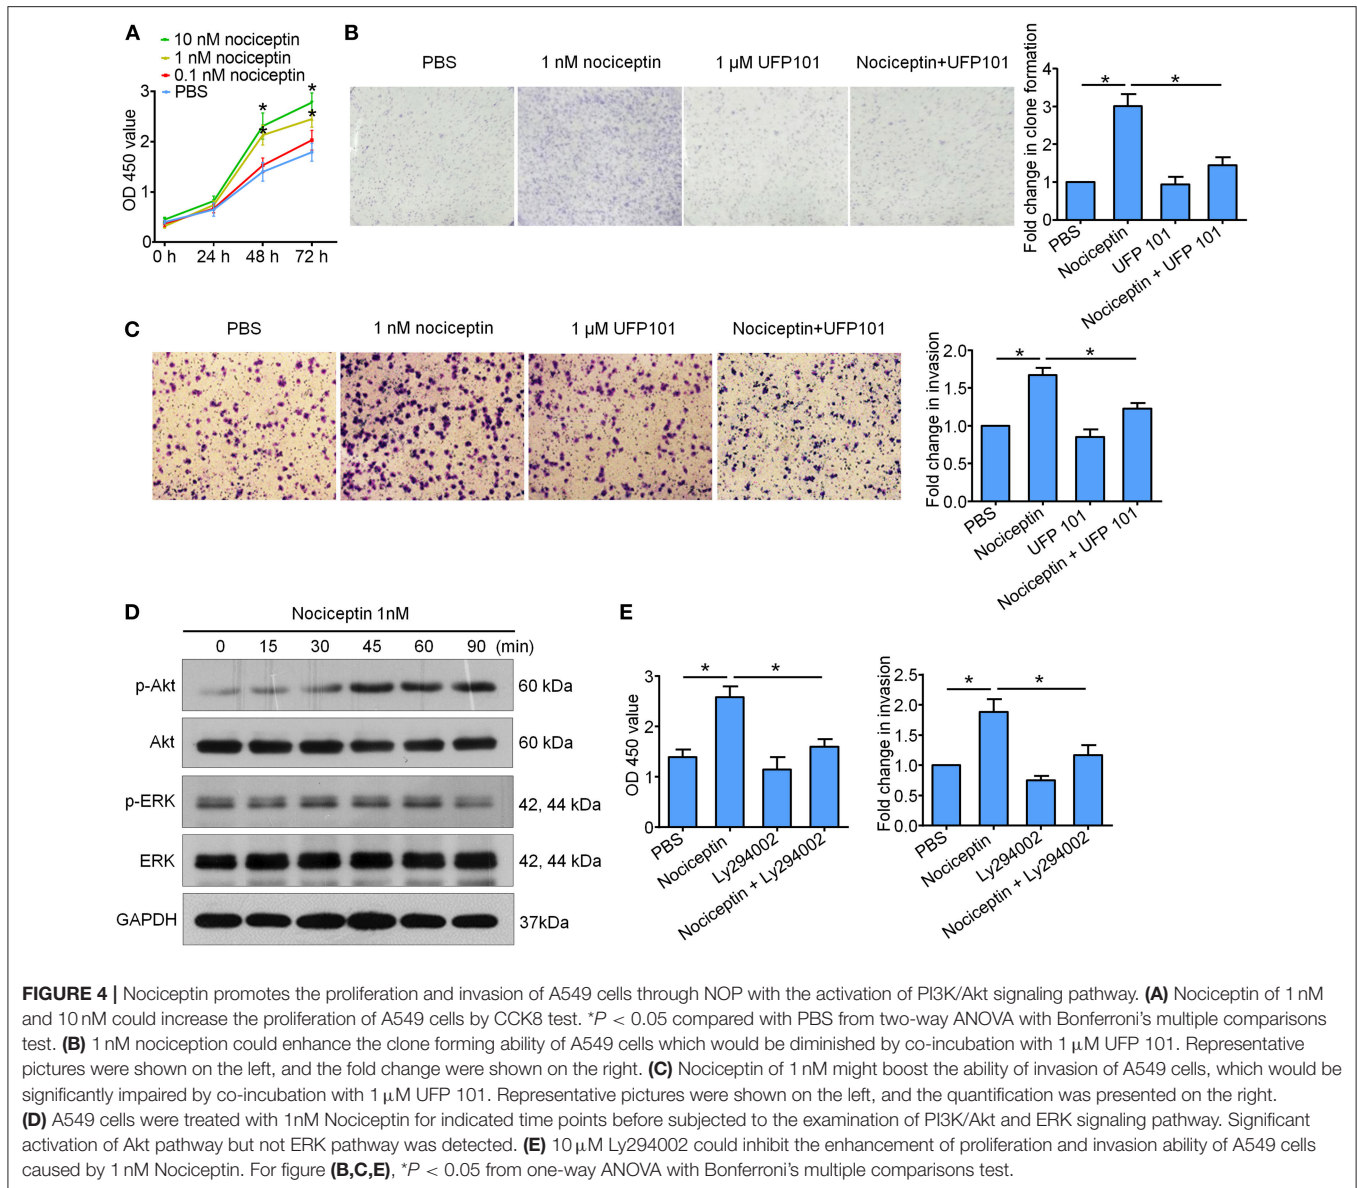 A
10 nM nociceptin
1 nM nociceptin
0.1 nM nociceptin
PBS
OD 450 value
3
2
1
0
* *
* *
0 h 24 h 48 h 72 h
B
PBS 1 nM nociceptin 1 µM UFP101 Nociceptin+UFP101
Fold change in clone formation
4
3
2
1
0
* *
PBS
Nociceptin
UFP 101
Nociceptin + UFP 101
C
PBS 1 nM nociceptin 1 µM UFP101 Nociceptin+UFP101
Fold change in invasion
2.0
1.5
1.0
0.5
0.0
* *
PBS
Nociceptin
UFP 101
Nociceptin + UFP 101
D
Nociceptin 1nM
0 15 30 45 60 90 (min)
p-Akt 60 kDa
Akt 60 kDa
p-ERK 42, 44 kDa
ERK 42, 44 kDa
GAPDH 37kDa
E
OD 450 value
3
2
1
0
* *
PBS
Nociceptin
Ly294002
Nociceptin + Ly294002
Fold change in invasion
2.5
2.0
1.5
1.0
0.5
0.0
* *
PBS
Nociceptin
Ly294002
Nociceptin + Ly294002
FIGURE 4 | Nociceptin promotes the proliferation and invasion of A549 cells through NOP with the activation of PI3K/Akt signaling pathway. (A) Nociceptin of 1 nM
and 10 nM could increase the proliferation of A549 cells by CCK8 test. *P < 0.05 compared with PBS from two-way ANOVA with Bonferroni's multiple comparisons
test. (B) 1 nM nociception could enhance the clone forming ability of A549 cells which would be diminished by co-incubation with 1 µM UFP 101. Representative
pictures were shown on the left, and the fold change were shown on the right. (C) Nociceptin of 1 nM might boost the ability of invasion of A549 cells, which would be
significantly impaired by co-incubation with 1 µM UFP 101. Representative pictures were shown on the left, and the quantification was presented on the right.
(D) A549 cells were treated with 1nM Nociceptin for indicated time points before subjected to the examination of PI3K/Akt and ERK signaling pathway. Significant
activation of Akt pathway but not ERK pathway was detected. (E) 10 µM Ly294002 could inhibit the enhancement of proliferation and invasion ability of A549 cells
caused by 1 nM Nociceptin. For figure (B,C,E), *P < 0.05 from one-way ANOVA with Bonferroni's multiple comparisons test.